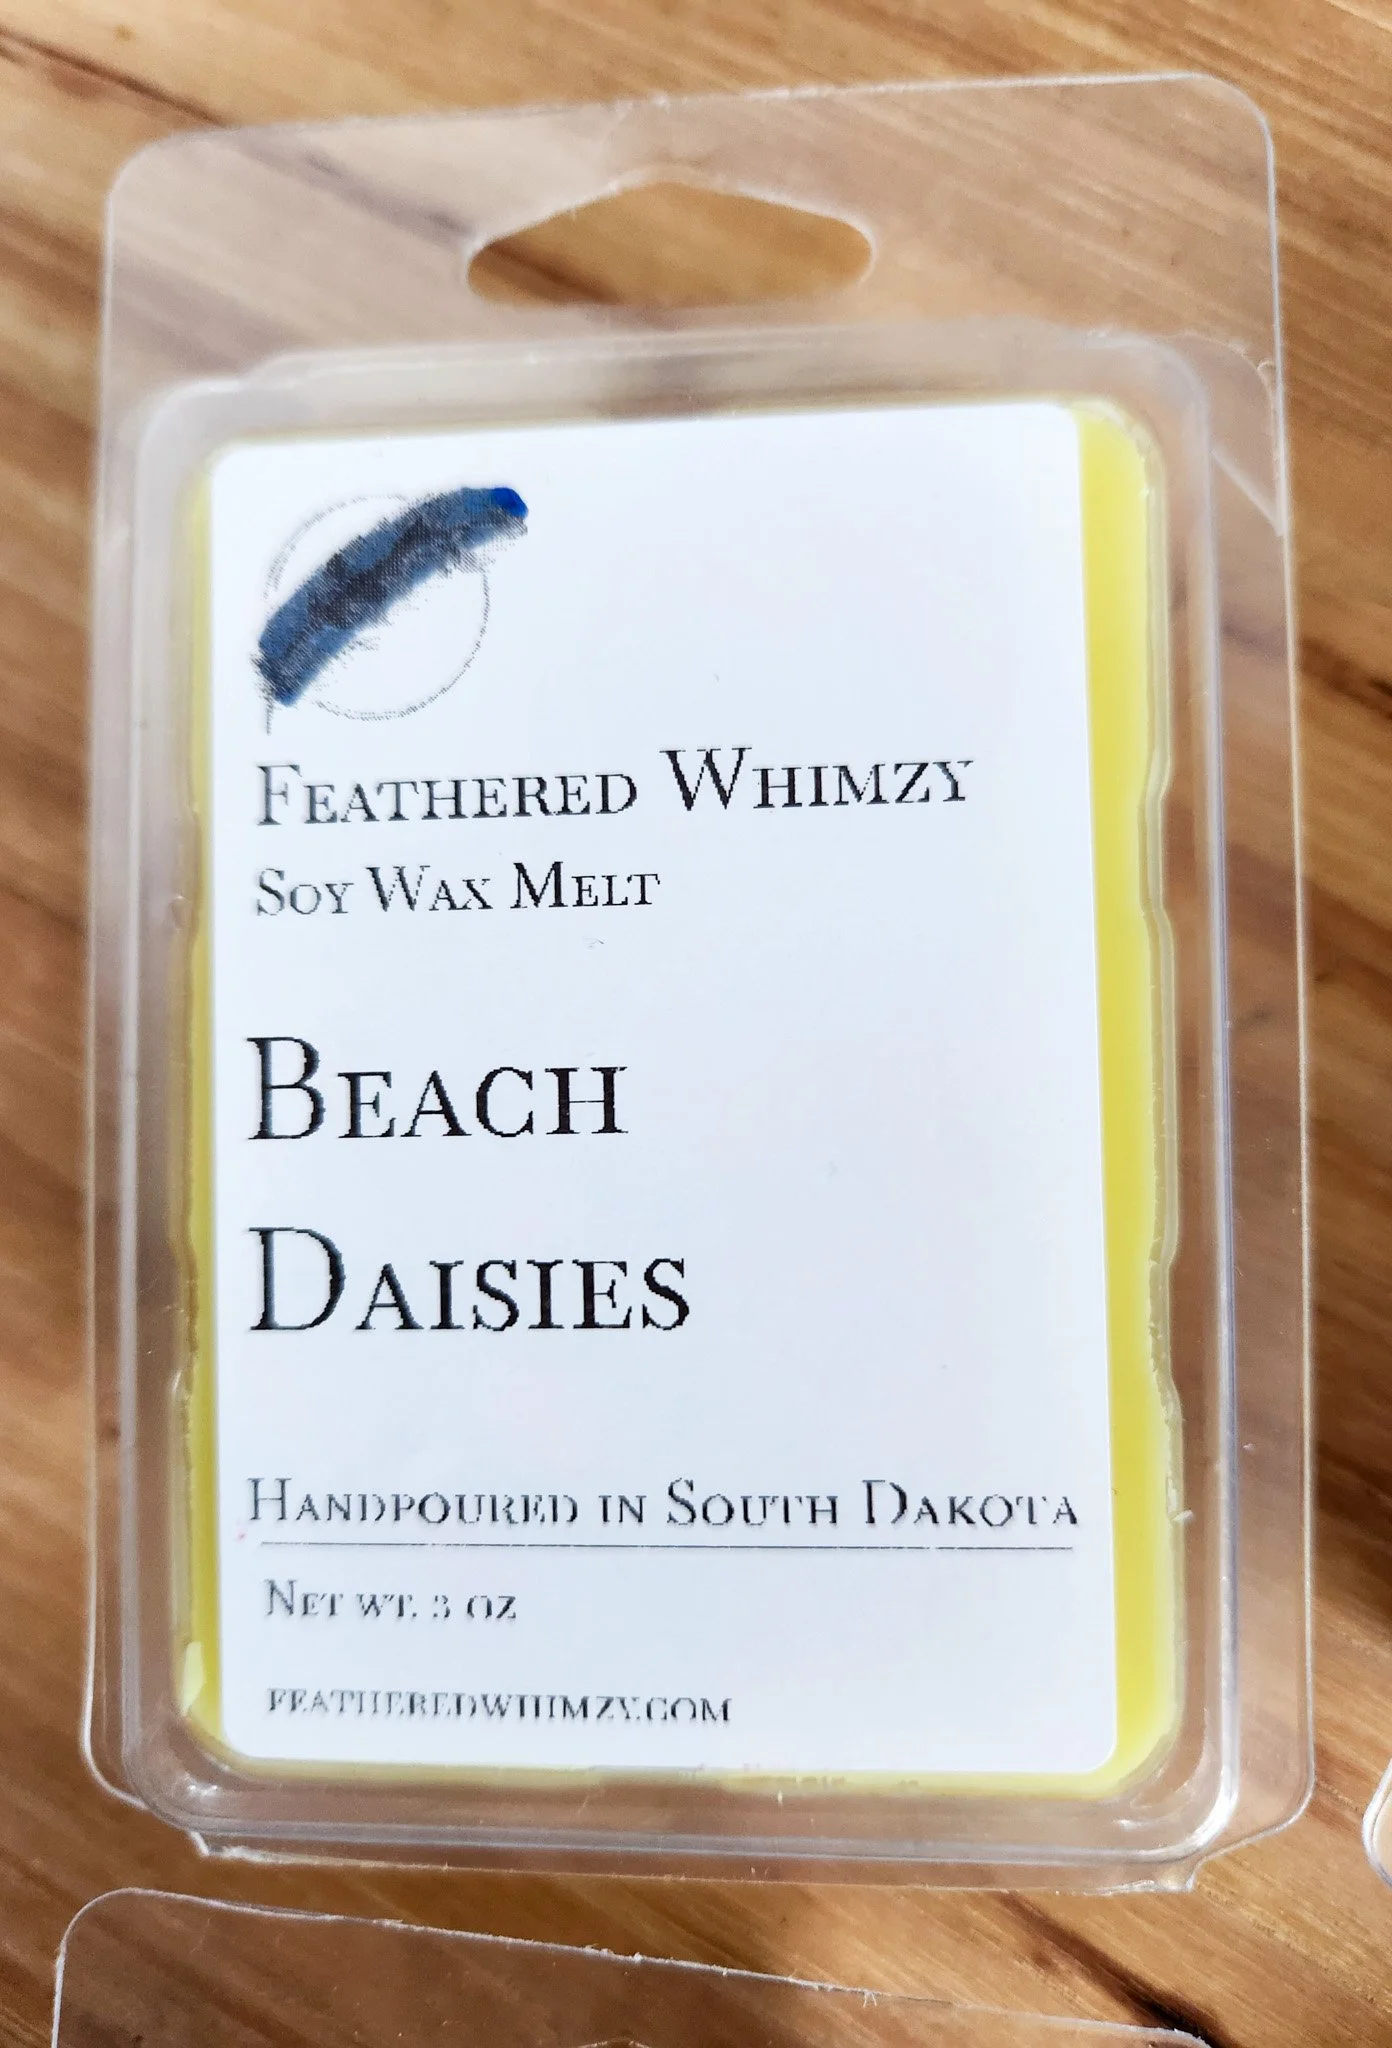 Feathered Whimzy
Soy Wax Melt
Beach
Daisies
Handpoured in South Dakota
Net wt. 3 oz
featheredwhimzy.com